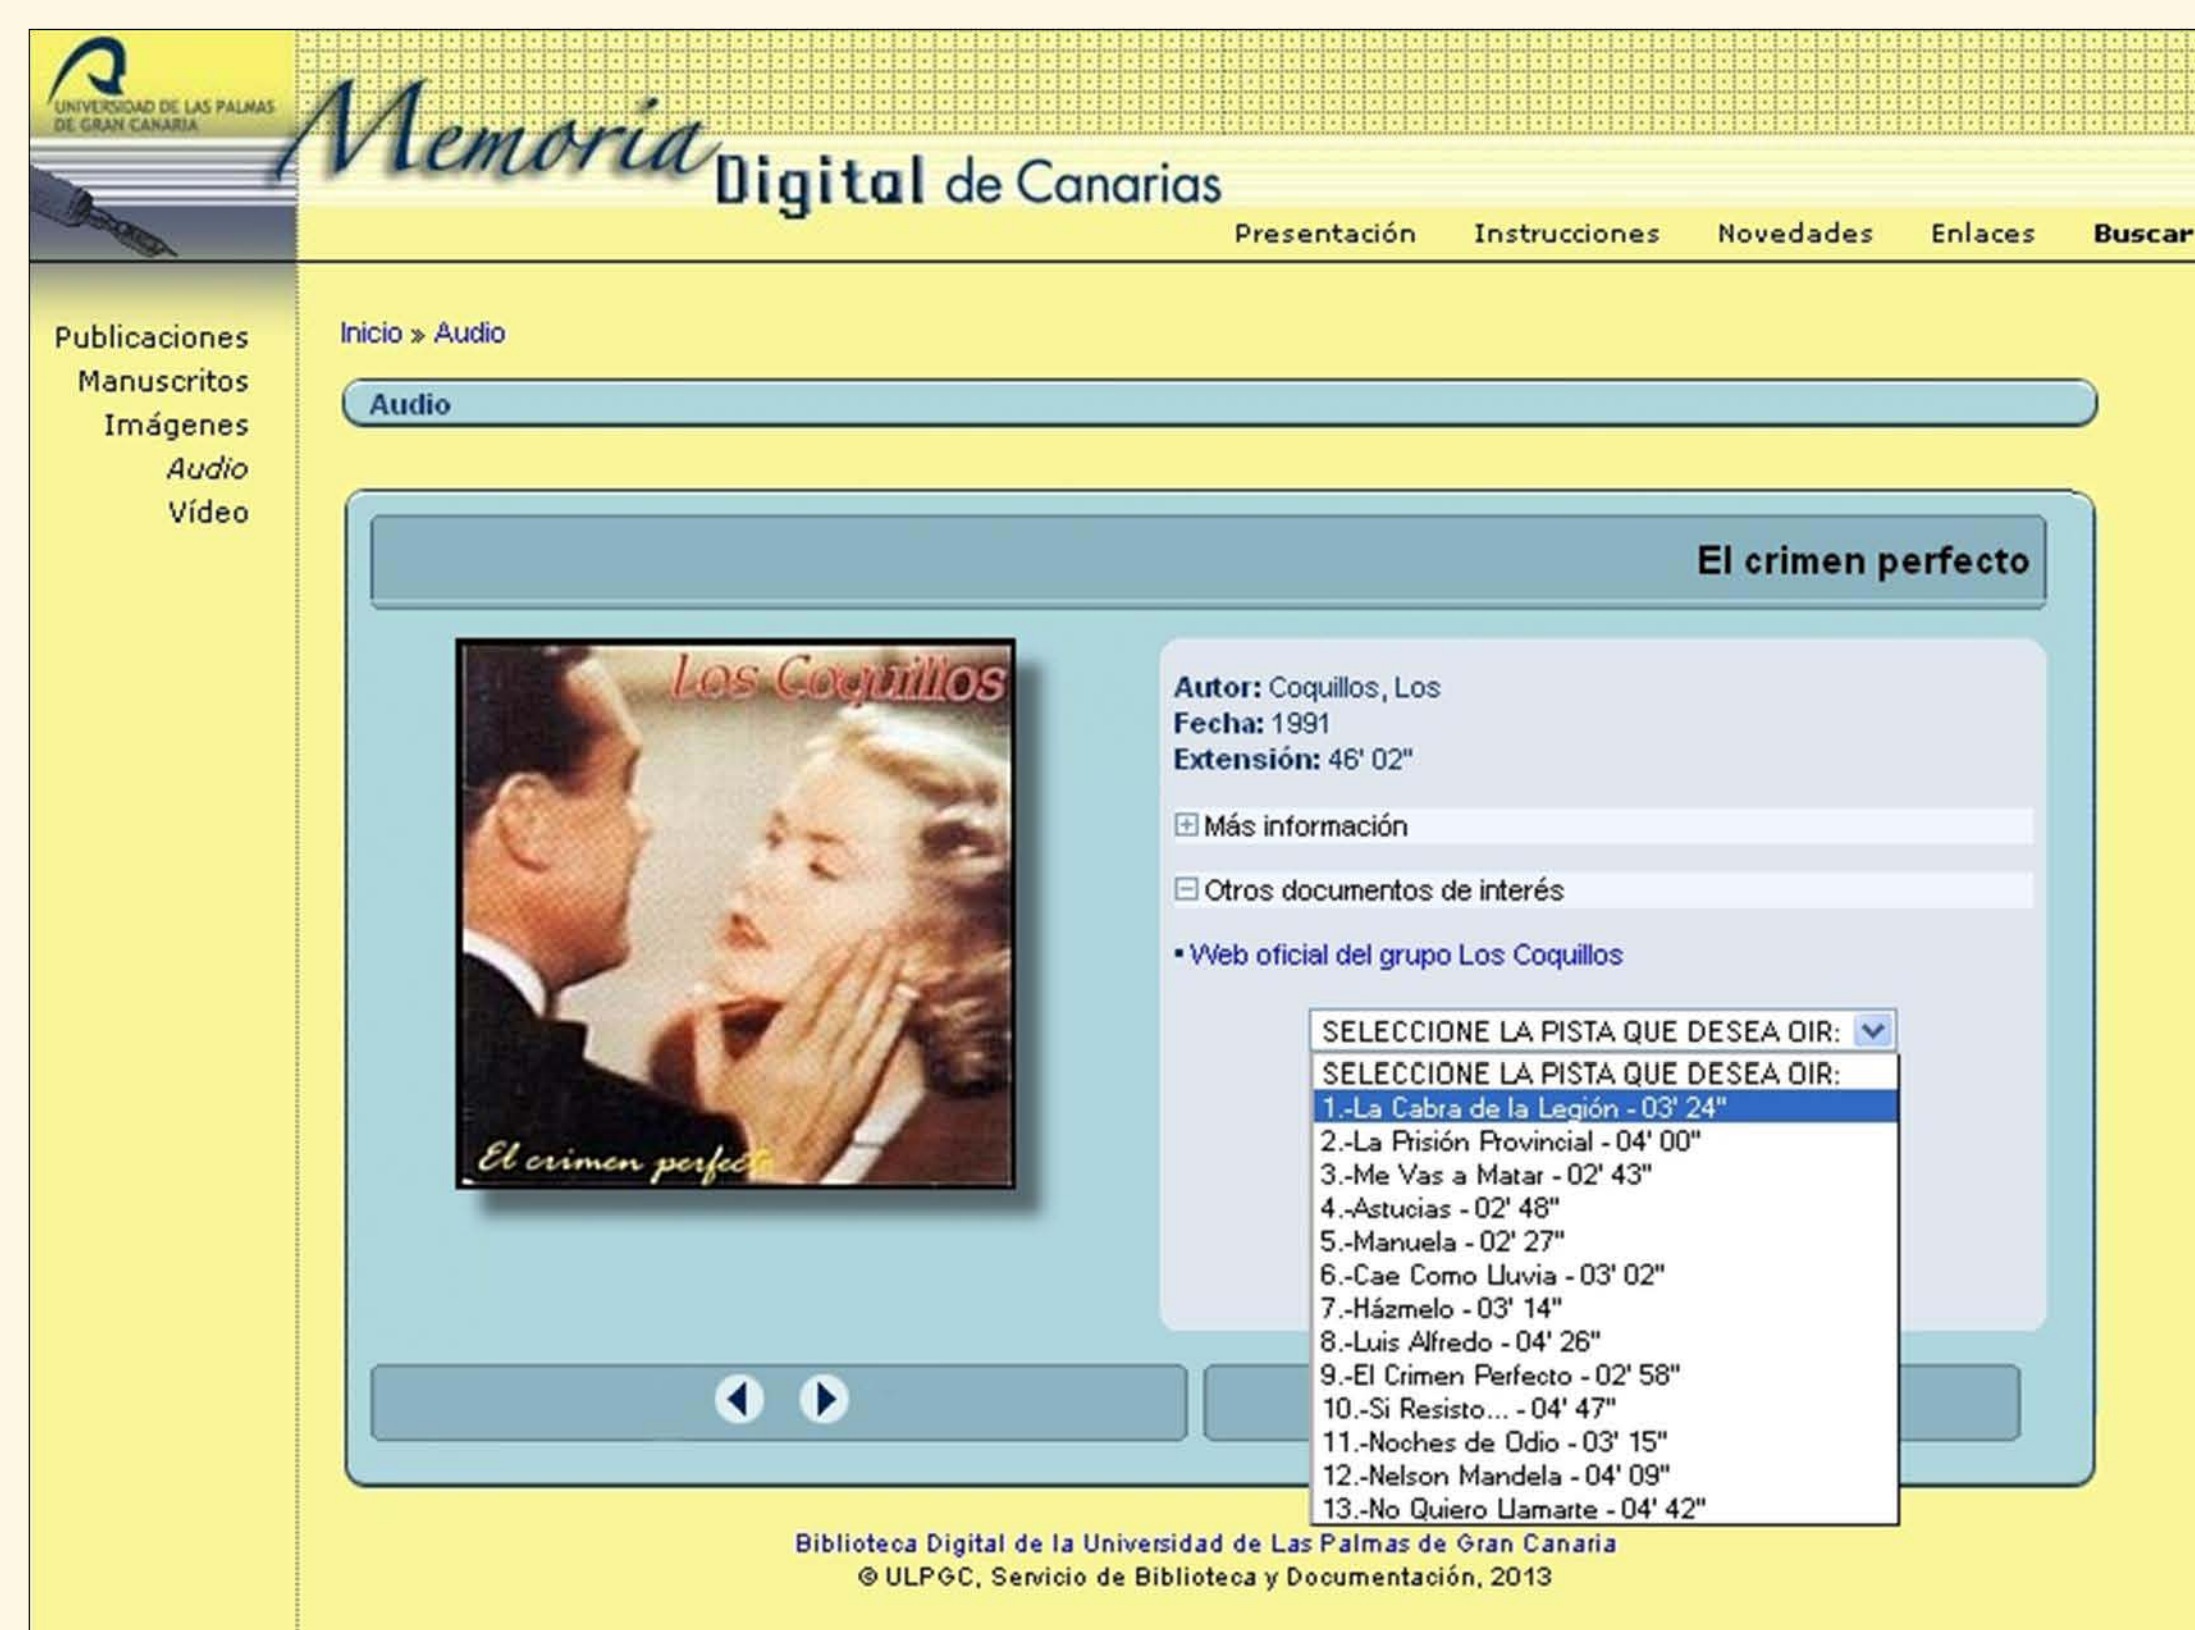 UNIVERSIDAD DE LAS PALMAS
DE GRAN CANARIA
Memoria
Digital de Canarias
Presentación Instrucciones Novedades Enlaces Buscar
Publicaciones
Manuscritos
Imágenes
Audio
Vídeo
Inicio » Audio
Audio
El crimen perfecto
Los Coquillos
El crimen perfecto
Autor: Coquillos, Los
Fecha: 1991
Extensión: 46' 02"
Más información
Otros documentos de interés
Web oficial del grupo Los Coquillos
SELECCIONE LA PISTA QUE DESEA OIR:
SELECCIONE LA PISTA QUE DESEA OIR:
1.-La Cabra de la Legión - 03' 24"
2.-La Prisión Provincial - 04' 00"
3.-Me Vas a Matar - 02' 43"
4.-Astucias - 02' 48"
5.-Manuela - 02' 27"
6.-Cae Como Lluvia - 03' 02"
7.-Házmelo - 03' 14"
8.-Luis Alfredo - 04' 26"
9.-El Crimen Perfecto - 02' 58"
10.-Si Resisto... - 04' 47"
11.-Noches de Odio - 03' 15"
12.-Nelson Mandela - 04' 09"
13.-No Quiero Llamarte - 04' 42"
Biblioteca Digital de la Universidad de Las Palmas de Gran Canaria
© ULPGC, Servicio de Biblioteca y Documentación, 2013